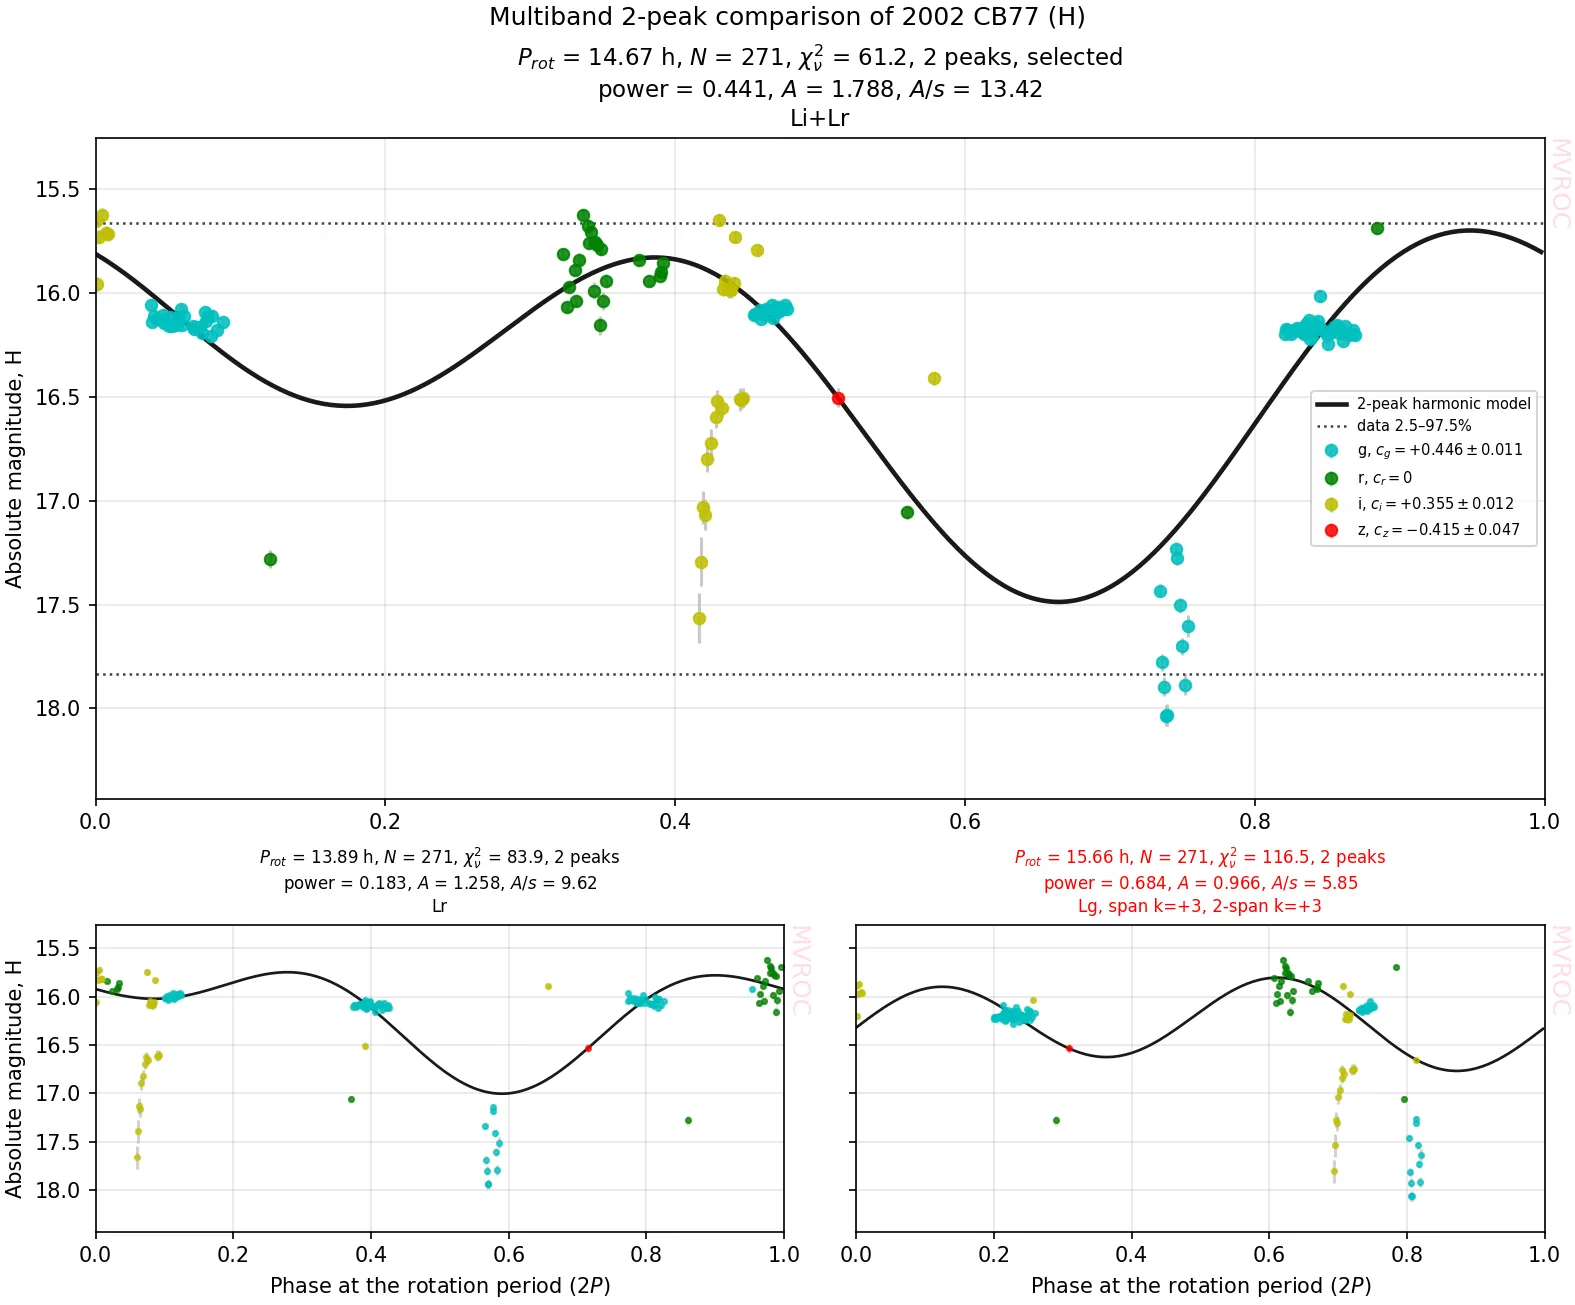 Multiband 2-peak comparison of 2002 CB77 (H)
P_rot = 14.67 h, N = 271, χ²_ν = 61.2, 2 peaks, selected
power = 0.441, A = 1.788, A/s = 13.42
Li+Lr
MVROC
15.5
16.0
16.5
17.0
17.5
18.0
Absolute magnitude, H
2-peak harmonic model
data 2.5–97.5%
g, c_g = +0.446 ± 0.011
r, c_r = 0
i, c_i = +0.355 ± 0.012
z, c_z = −0.415 ± 0.047
0.0 0.2 0.4 0.6 0.8 1.0
P_rot = 13.89 h, N = 271, χ²_ν = 83.9, 2 peaks
power = 0.183, A = 1.258, A/s = 9.62
Lr
MVROC
15.5
16.0
16.5
17.0
17.5
18.0
Absolute magnitude, H
0.0 0.2 0.4 0.6 0.8 1.0
Phase at the rotation period (2P)
P_rot = 15.66 h, N = 271, χ²_ν = 116.5, 2 peaks
power = 0.684, A = 0.966, A/s = 5.85
Lg, span k=+3, 2-span k=+3
MVROC
0.0 0.2 0.4 0.6 0.8 1.0
Phase at the rotation period (2P)